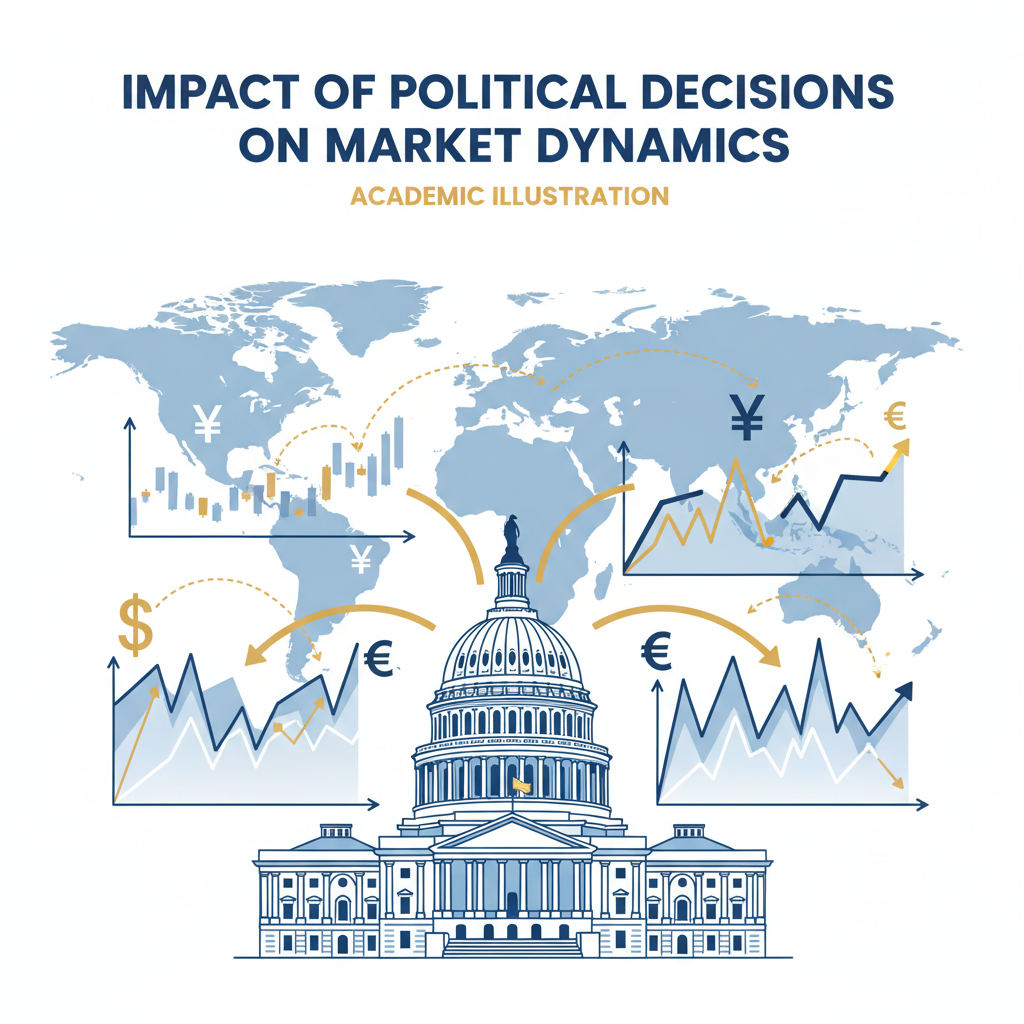 IMPACT OF POLITICAL DECISIONS
ON MARKET DYNAMICS
ACADEMIC ILLUSTRATION
¥
¥
€
¥
$
€
€